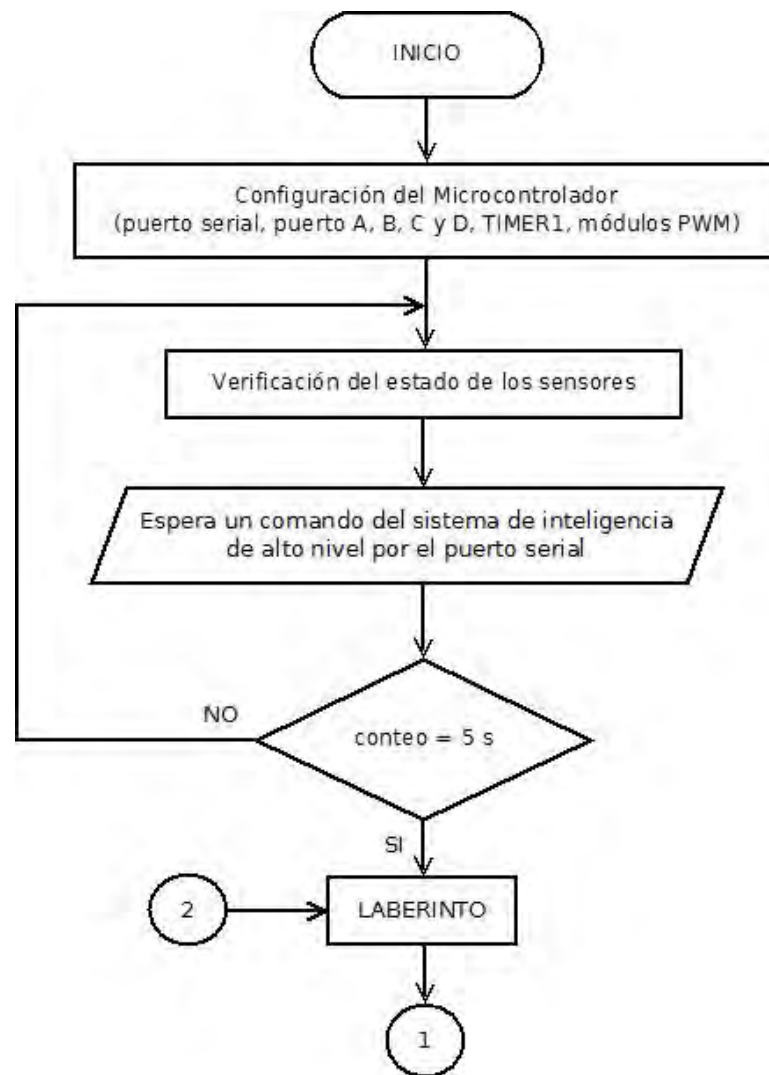 INICIO
Configuración del Microcontrolador
(puerto serial, puerto A, B, C y D, TIMER1, módulos PWM)
Verificación del estado de los sensores
Espera un comando del sistema de inteligencia
de alto nivel por el puerto serial
NO
conteo = 5 s
SI
2
LABERINTO
1